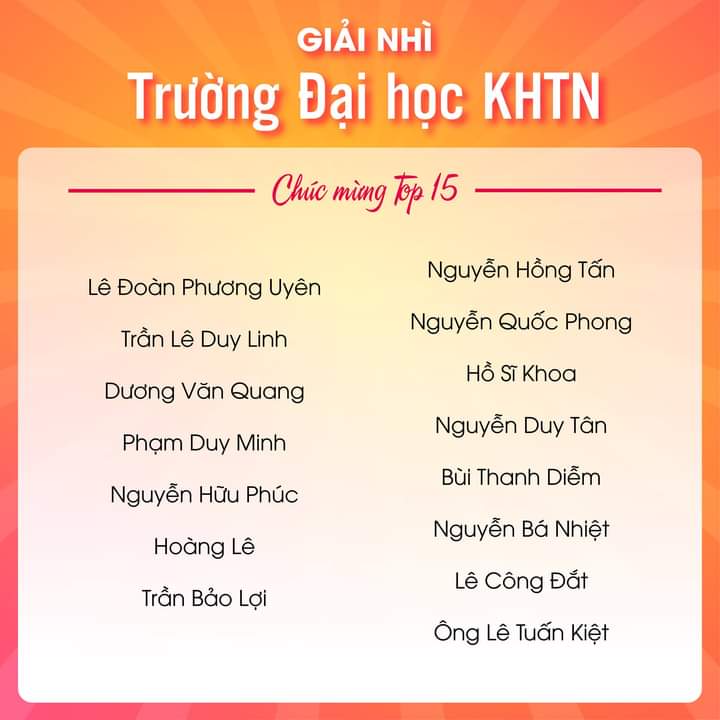 GIẢI NHÌ
Trường Đại học KHTN
Chúc mừng Top 15
Lê Đoàn Phương Uyên
Trần Lê Duy Linh
Dương Văn Quang
Phạm Duy Minh
Nguyễn Hữu Phúc
Hoàng Lê
Trần Bảo Lợi
Nguyễn Hồng Tấn
Nguyễn Quốc Phong
Hồ Sĩ Khoa
Nguyễn Duy Tân
Bùi Thanh Diễm
Nguyễn Bá Nhiệt
Lê Công Đắt
Ông Lê Tuấn Kiệt